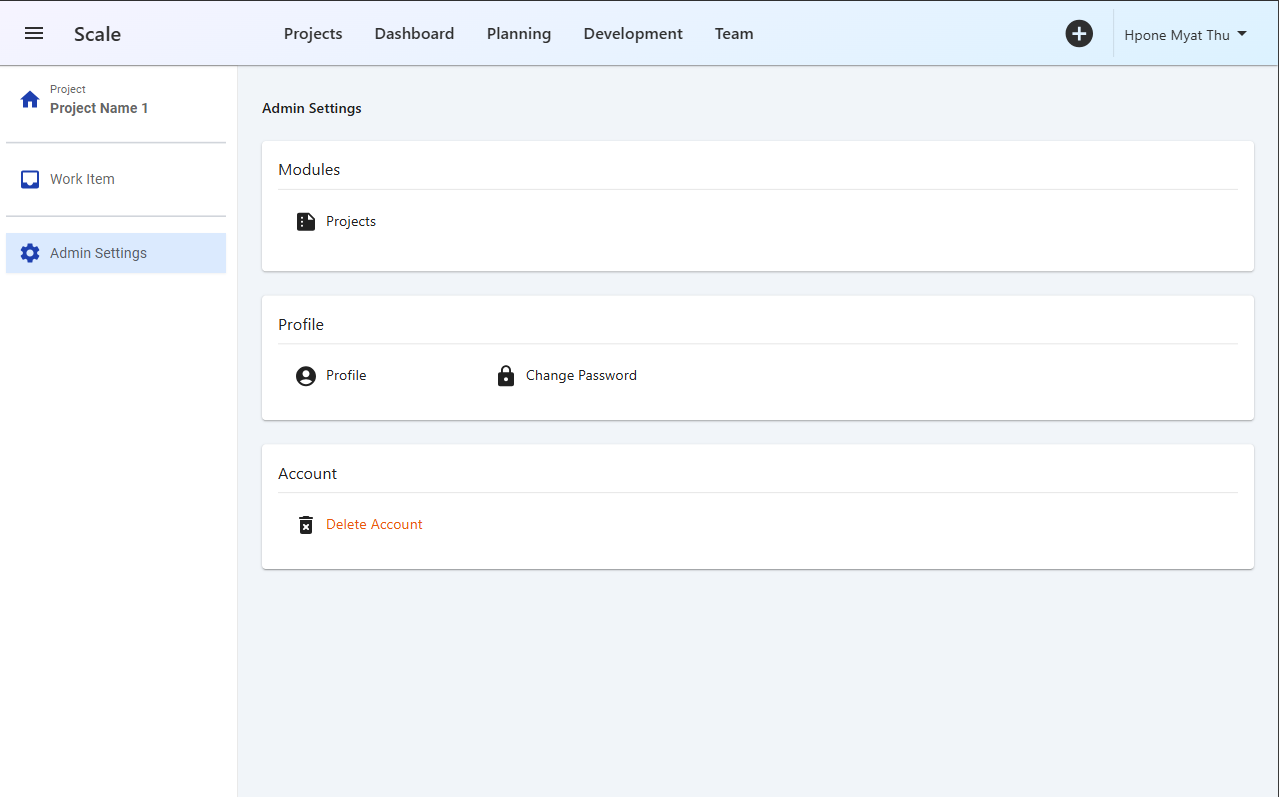 Scale
Projects Dashboard Planning Development Team
Hpone Myat Thu
Project
Project Name 1
Work Item
Admin Settings
Admin Settings
Modules
Projects
Profile
Profile Change Password
Account
Delete Account